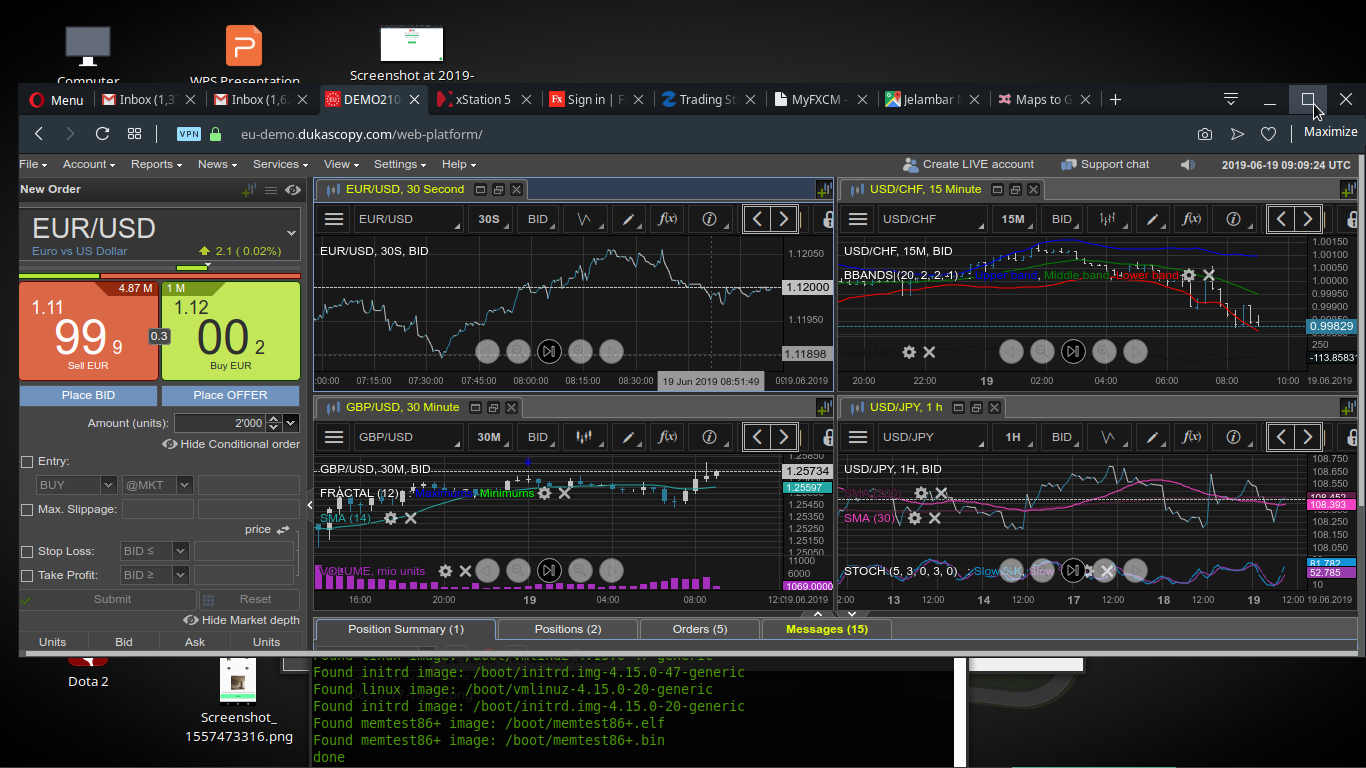 Computer
WPS Presentation
Screenshot at 2019-
Menu
Inbox (1,3
Inbox (1,6
DEMO210
xStation 5
Sign in | F
Trading St
MyFXCM -
Jelambar
Maps to G
VPN
eu-demo.dukascopy.com/web-platform/
Maximize
File Account Reports News Services View Settings Help
Create LIVE account
Support chat
2019-06-19 09:09:24 UTC
New Order
EUR/USD
Euro vs US Dollar
2.1 ( 0.02%)
4.87 M
1 M
1.11
99 9
Sell EUR
0.3
1.12
00 2
Buy EUR
Place BID
Place OFFER
Amount (units):
2'000
Hide Conditional order
Entry:
BUY
@MKT
Max. Slippage:
price
Stop Loss:
BID ≤
Take Profit:
BID ≥
Submit
Reset
Hide Market depth
Units Bid Ask Units
EUR/USD, 30 Second
EUR/USD
30S
BID
f(x)
EUR/USD, 30S, BID
1.12050
1.12000
1.11950
1.11898
:00:00 07:15:00 07:30:00 07:45:00 08:00:00 08:15:00 08:30:00
19 Jun 2019 08:51:49
19.06.2019
USD/CHF, 15 Minute
USD/CHF
15M
BID
f(x)
USD/CHF, 15M, BID
BBANDS (20, 2, 2, -1) : Upper band, Middle band, Lower band
1.00150
1.00100
1.00050
1.00000
0.99950
0.99900
0.99829
250
-113.8583
20:00 22:00 19 02:00 04:00 06:00 08:00 10:00 19.06.2019
GBP/USD, 30 Minute
GBP/USD
30M
BID
f(x)
GBP/USD, 30M, BID
FRACTAL (12) : Maximums, Minimums
SMA (14)
VOLUME, mio units
1.25850
1.25734
1.25597
1.25350
1.25250
1.25150
1.25050
11000
6000
1069.0000
16:00 20:00 19 04:00 08:00 19.06.2019
USD/JPY, 1 h
USD/JPY
1H
BID
f(x)
USD/JPY, 1H, BID
SMA (30)
STOCH (5, 3, 0, 3, 0) : Slow %K, Slow
108.750
108.650
108.550
108.452
108.393
108.250
108.150
108.050
81.782
52.785
10
13 12:00 14 12:00 17 12:00 18 12:00 19 12:00 19.06.2019
Position Summary (1)
Positions (2)
Orders (5)
Messages (15)
Dota 2
Screenshot_
1557473316.png
Found initrd image: /boot/initrd.img-4.15.0-47-generic
Found linux image: /boot/vmlinuz-4.15.0-20-generic
Found initrd image: /boot/initrd.img-4.15.0-20-generic
Found memtest86+ image: /boot/memtest86+.elf
Found memtest86+ image: /boot/memtest86+.bin
done